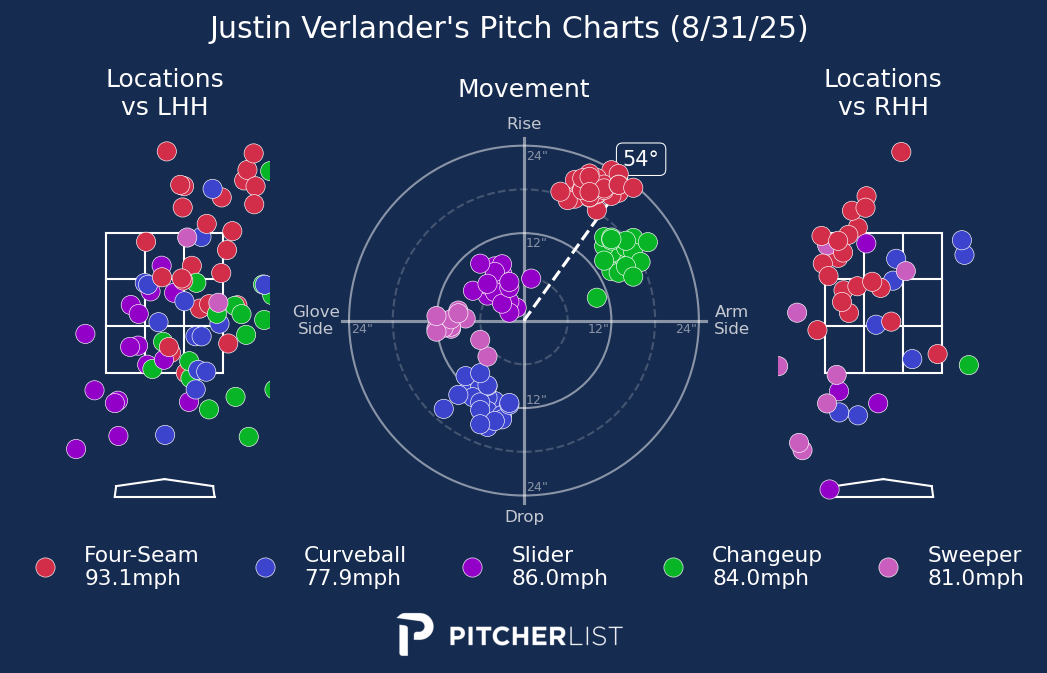 Justin Verlander's Pitch Charts (8/31/25)
Locations
vs LHH
Movement
Locations
vs RHH
Rise
24"
54°
12"
Glove
Side
24"
12"
24"
Arm
Side
12"
24"
Drop
Four-Seam
93.1mph
Curveball
77.9mph
Slider
86.0mph
Changeup
84.0mph
Sweeper
81.0mph
PITCHERLIST